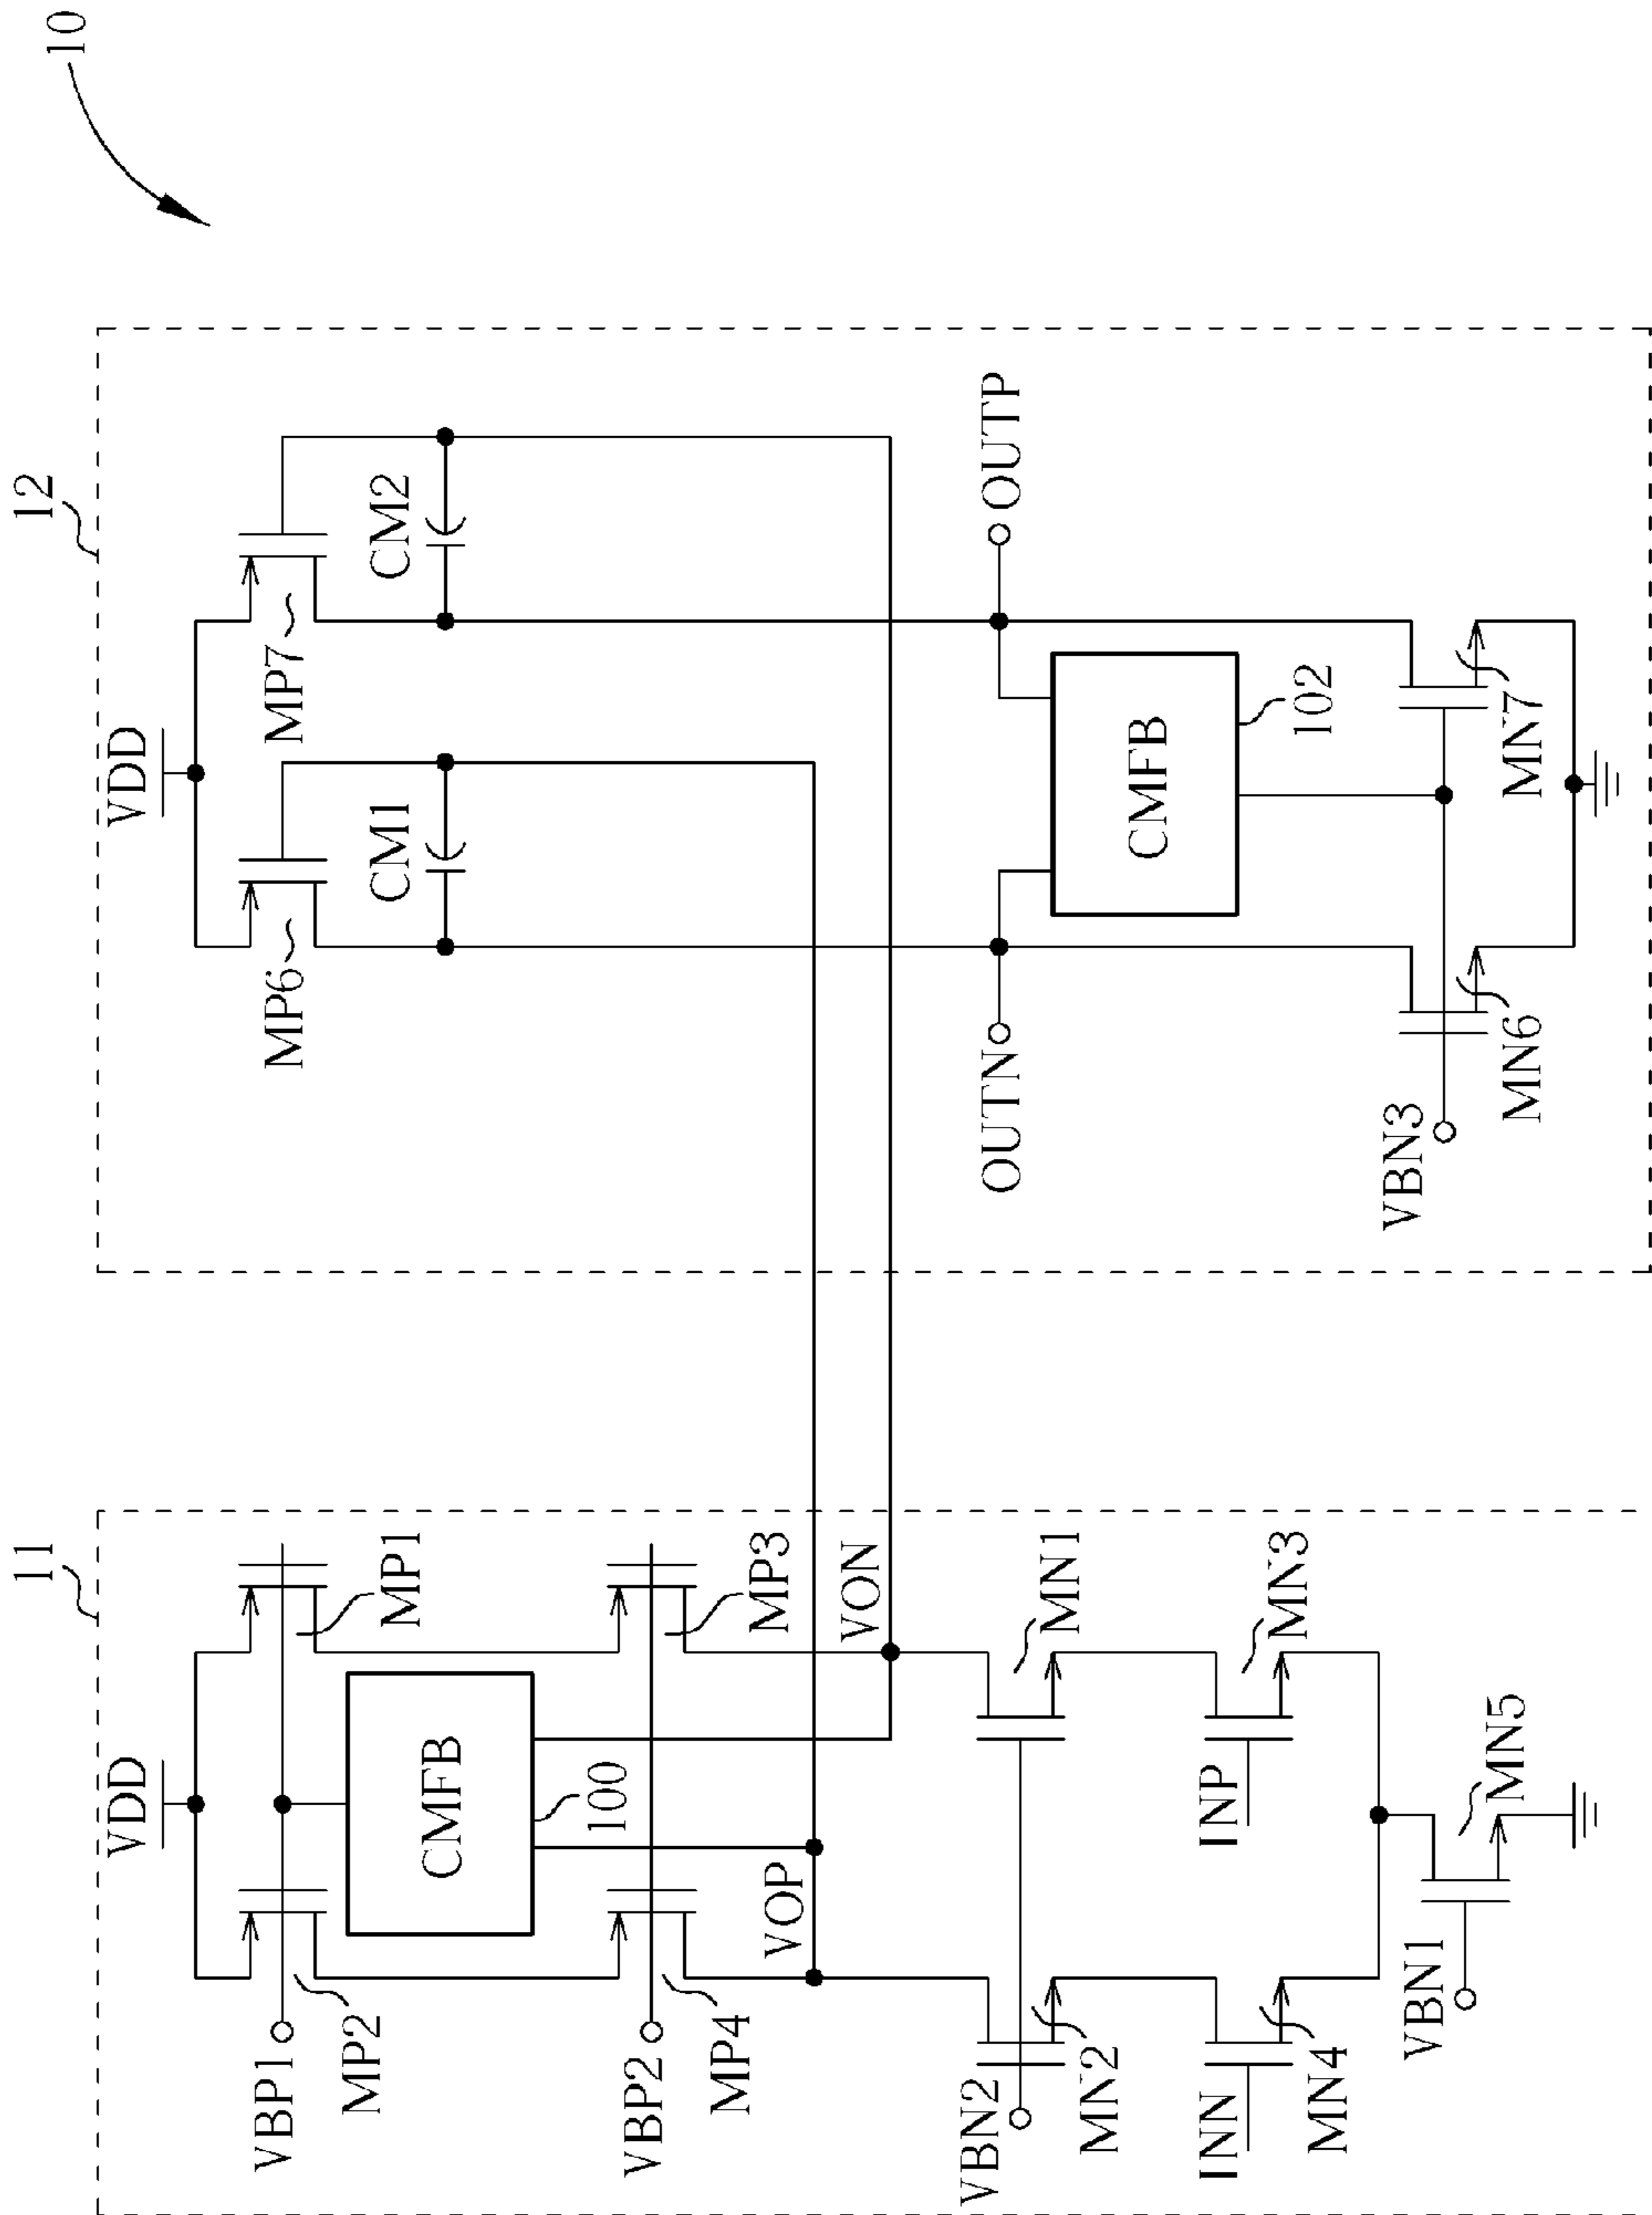 10
11
12
VDD
VDD
VBP1
MP2
MP1
MP6
MP7
CMFB
100
CM1
CM2
VBP2
MP4
MP3
VOP
VON
OUTN
OUTP
VBN2
MN2
MN1
CMFB
102
INN
INP
MN4
MN3
VBN3
MN6
MN7
VBN1
MN5